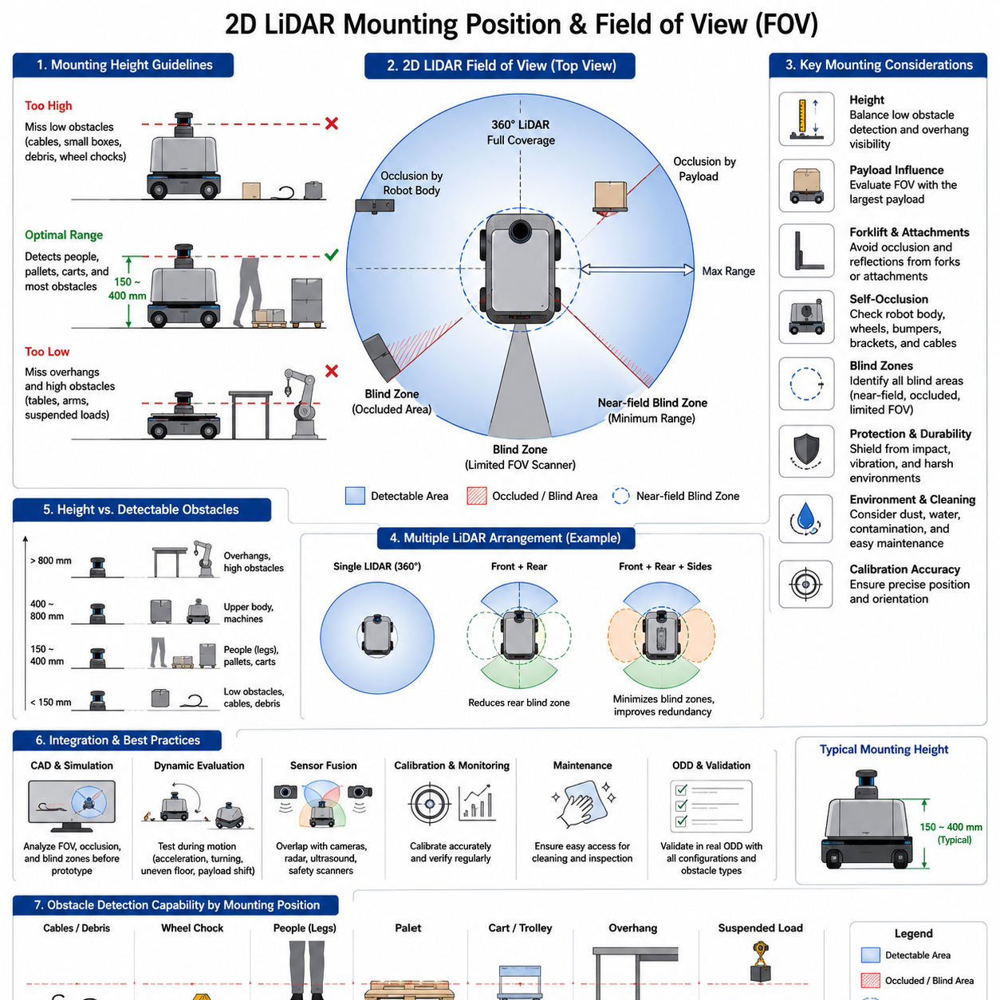 2D LiDAR Mounting Position & Field of View (FOV)
1. Mounting Height Guidelines
Too High
Miss low obstacles
(cables, small boxes,
debris, wheel chocks)
Optimal Range
Detects people,
pallets, carts, and
most obstacles
150 ~
400 mm
Too Low
Miss overhangs
and high obstacles
(tables, arms,
suspended loads)
2. 2D LIDAR Field of View (Top View)
360° LiDAR
Full Coverage
Occlusion by
Robot Body
Occlusion by
Payload
Max Range
Blind Zone
(Occluded Area)
Near-field Blind Zone
(Minimum Range)
Blind Zone
(Limited FOV Scanner)
Detectable Area
Occluded / Blind Area
Near-field Blind Zone
3. Key Mounting Considerations
Height
Balance low obstacle
detection and overhang
visibility
Payload Influence
Evaluate FOV with the
largest payload
Forklift & Attachments
Avoid occlusion and
reflections from forks
or attachments
Self-Occlusion
Check robot body,
wheels, bumpers,
brackets, and cables
Blind Zones
Identify all blind areas
(near-field, occluded,
limited FOV)
Protection & Durability
Shield from impact,
vibration, and harsh
environments
Environment & Cleaning
Consider dust, water,
contamination, and
easy maintenance
Calibration Accuracy
Ensure precise position
and orientation
5. Height vs. Detectable Obstacles
> 800 mm
Overhangs,
high obstacles
400 ~
800 mm
Upper body,
machines
150 ~
400 mm
People (legs),
pallets, carts
< 150 mm
Low obstacles,
cables, debris
4. Multiple LiDAR Arrangement (Example)
Single LIDAR (360°)
Front + Rear
Reduces rear blind zone
Front + Rear + Sides
Minimizes blind zones,
improves redundancy
6. Integration & Best Practices
CAD & Simulation
Analyze FOV, occlusion,
and blind zones before
prototype
Dynamic Evaluation
Test during motion
(acceleration, turning,
uneven floor, payload shift)
Sensor Fusion
Overlap with cameras,
radar, ultrasound,
safety scanners
Calibration & Monitoring
Calibrate accurately
and verify regularly
Maintenance
Ensure easy access for
cleaning and inspection
ODD & Validation
Validate in real ODD with
all configurations and
obstacle types
Typical Mounting Height
150 ~ 400 mm
(Typical)
7. Obstacle Detection Capability by Mounting Position
Cables / Debris
Wheel Chock
People (Legs)
Palet
Cart / Trolley
Overhang
Suspended Load
Legend
Detectable Area
Occluded / Blind Area